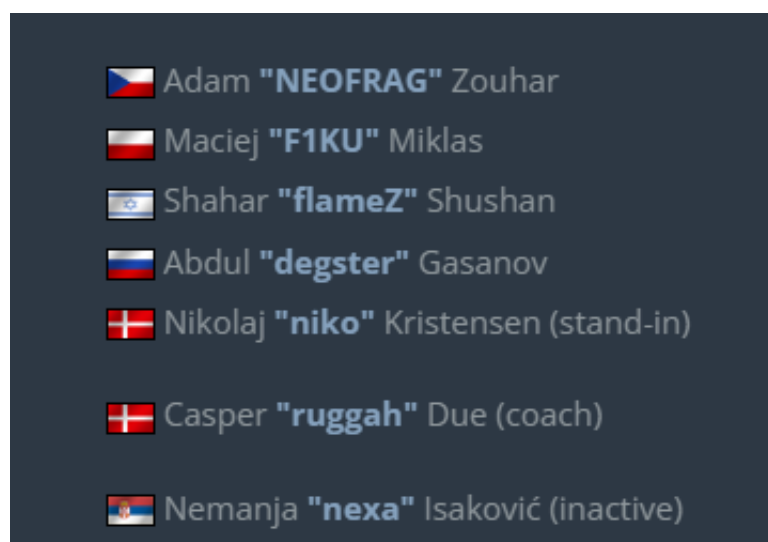 Adam "NEOFRAG" Zouhar
Maciej "F1KU" Miklas
Shahar "flameZ" Shushan
Abdul "degster" Gasanov
Nikolaj "niko" Kristensen (stand-in)
Casper "ruggah" Due (coach)
Nemanja "nexa" Isaković (inactive)